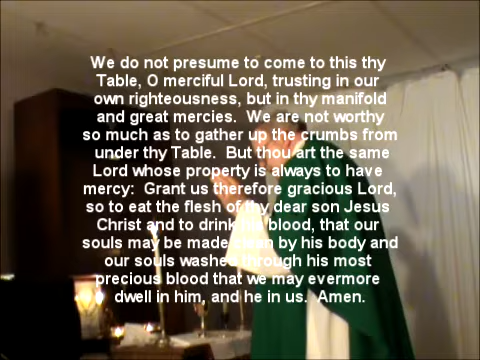 We do not presume to come to this thy
Table, O merciful Lord, trusting in our
own righteousness, but in thy manifold
and great mercies.  We are not worthy
so much as to gather up the crumbs from
under thy Table.  But thou art the same
Lord whose property is always to have
mercy:  Grant us therefore gracious Lord,
so to eat the flesh of thy dear son Jesus
Christ and to drink his blood, that our
souls may be made clean by his body and
our souls washed through his most
precious blood that we may evermore
dwell in him, and he in us.  Amen.